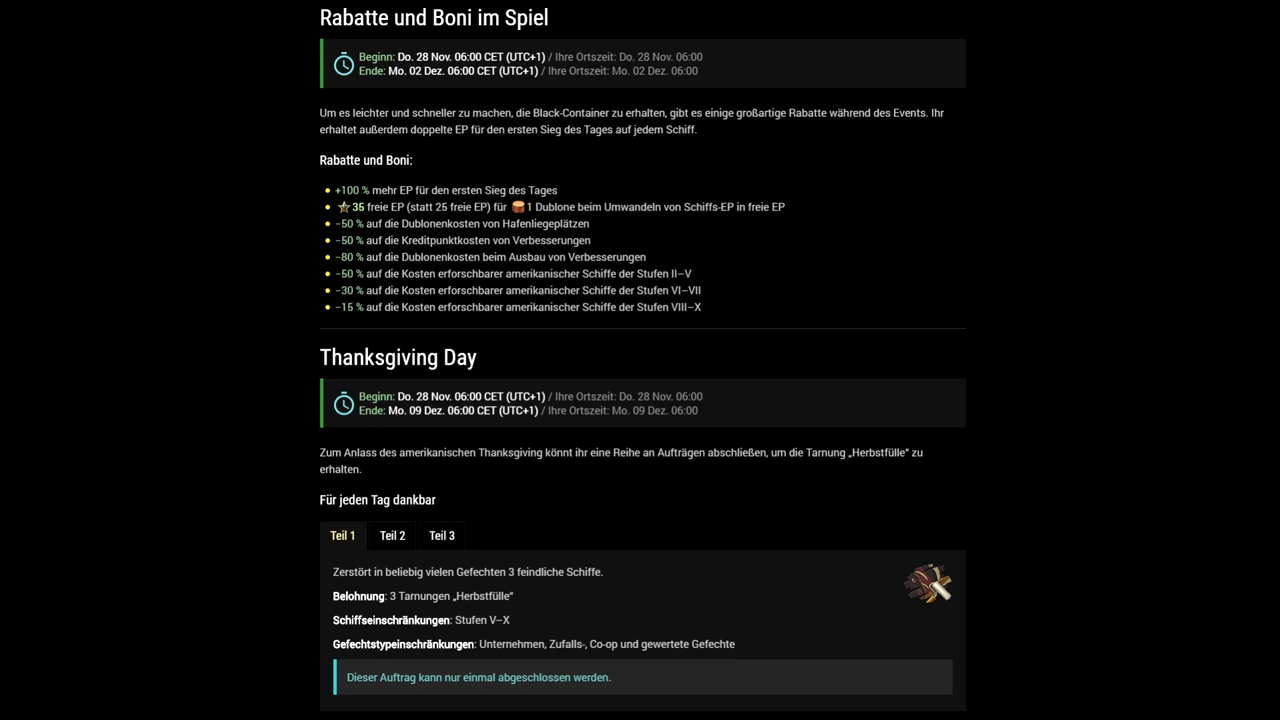 Rabatte und Boni im Spiel
Beginn: Do. 28 Nov. 06:00 CET (UTC+1) / Ihre Ortszeit: Do. 28 Nov. 06:00
Ende: Mo. 02 Dez. 06:00 CET (UTC+1) / Ihre Ortszeit: Mo. 02 Dez. 06:00
Um es leichter und schneller zu machen, die Black-Container zu erhalten, gibt es einige großartige Rabatte während des Events. Ihr
erhaltet außerdem doppelte EP für den ersten Sieg des Tages auf jedem Schiff.
Rabatte und Boni:
+100 % mehr EP für den ersten Sieg des Tages
35 freie EP (statt 25 freie EP) für 1 Dublone beim Umwandeln von Schiffs-EP in freie EP
−50 % auf die Dublonenkosten von Hafenliegeplätzen
−50 % auf die Kreditpunktkosten von Verbesserungen
−80 % auf die Dublonenkosten beim Ausbau von Verbesserungen
−50 % auf die Kosten erforschbarer amerikanischer Schiffe der Stufen II–V
−30 % auf die Kosten erforschbarer amerikanischer Schiffe der Stufen VI–VII
−15 % auf die Kosten erforschbarer amerikanischer Schiffe der Stufen VIII–X
Thanksgiving Day
Beginn: Do. 28 Nov. 06:00 CET (UTC+1) / Ihre Ortszeit: Do. 28 Nov. 06:00
Ende: Mo. 09 Dez. 06:00 CET (UTC+1) / Ihre Ortszeit: Mo. 09 Dez. 06:00
Zum Anlass des amerikanischen Thanksgiving könnt ihr eine Reihe an Aufträgen abschließen, um die Tarnung „Herbstfülle“ zu
erhalten.
Für jeden Tag dankbar
Teil 1 Teil 2 Teil 3
Zerstört in beliebig vielen Gefechten 3 feindliche Schiffe.
Belohnung: 3 Tarnungen „Herbstfülle“
Schiffseinschränkungen: Stufen V–X
Gefechtstypeinschränkungen: Unternehmen, Zufalls-, Co-op und gewertete Gefechte
Dieser Auftrag kann nur einmal abgeschlossen werden.